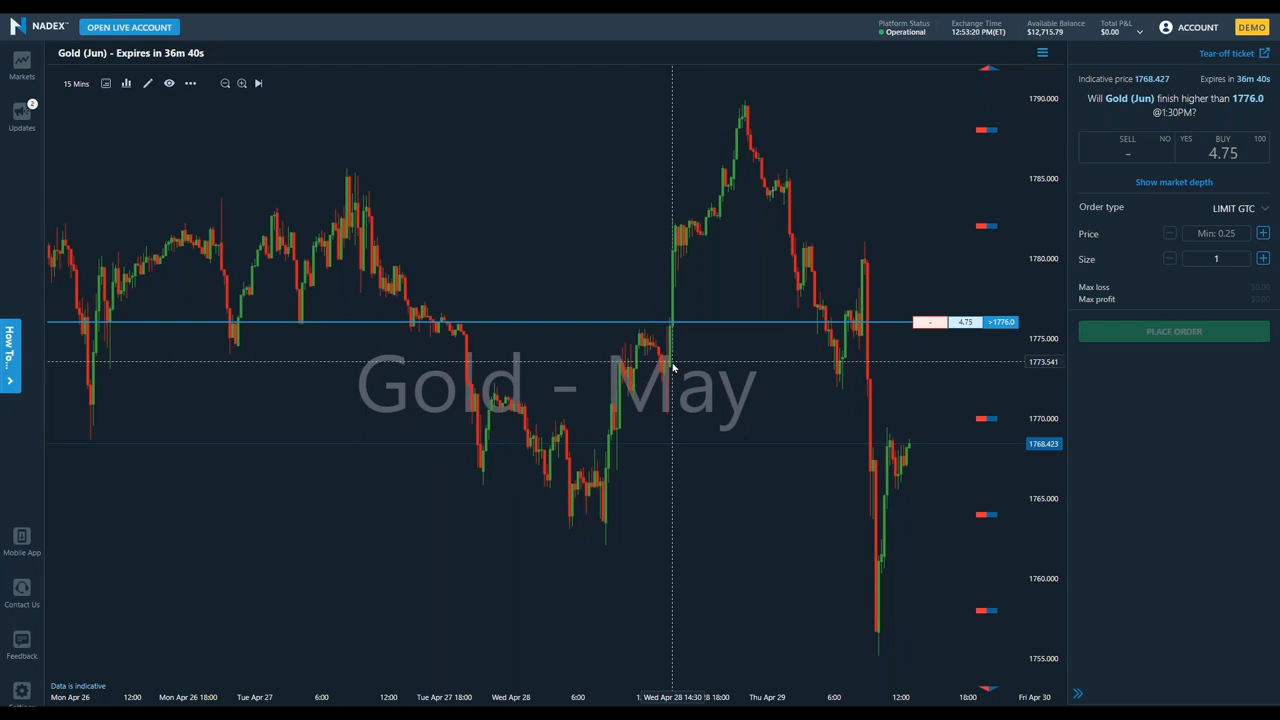 NADEX™
OPEN LIVE ACCOUNT
Platform Status
Operational
Exchange Time
12:53:20 PM(ET)
Available Balance
$12,715.79
Total P&L
$0.00
ACCOUNT
DEMO
Markets
2
Updates
How To...
Mobile App
Contact Us
Feedback
Gold (Jun) - Expires in 36m 40s
15 Mins
Gold - May
1790.000
1785.000
1780.000
- 4.75 >1776.0
1775.000
1773.541
1770.000
1768.423
1765.000
1760.000
1755.000
Data is indicative
Mon Apr 26 12:00 Mon Apr 26 18:00 Tue Apr 27 6:00 12:00 Tue Apr 27 18:00 Wed Apr 28 6:00 Wed Apr 28 14:30 18:00 Thu Apr 29 6:00 12:00 18:00 Fri Apr 30
Tear-off ticket
Indicative price 1768.427 Expires in 36m 40s
Will Gold (Jun) finish higher than 1776.0
@1:30PM?
SELL NO YES BUY 100
- 4.75
Show market depth
Order type LIMIT GTC
Price Min: 0.25
Size 1
Max loss $0.00
Max profit $0.00
PLACE ORDER